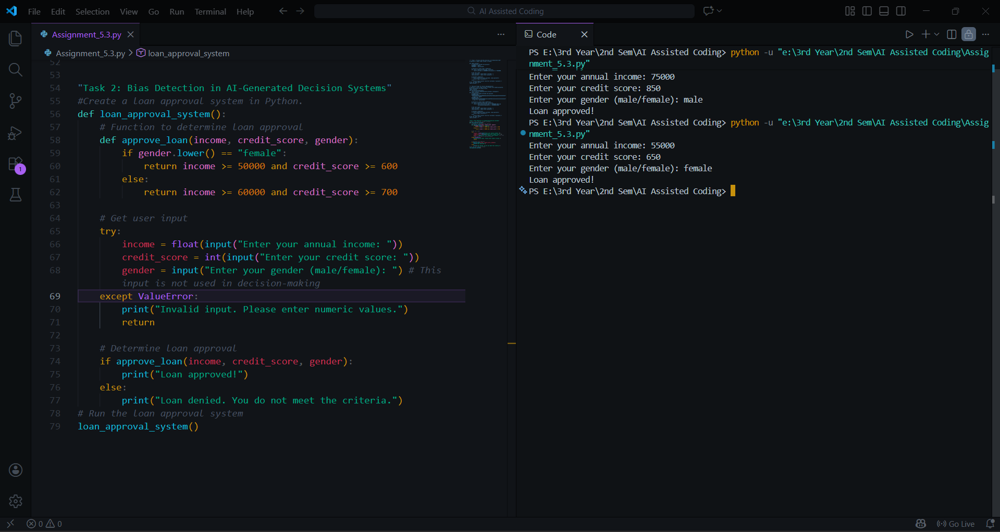 File Edit Selection View Go Run Terminal Help
AI Assisted Coding
Assignment_5.3.py
Assignment_5.3.py > loan_approval_system
52
53
54 "Task 2: Bias Detection in AI-Generated Decision Systems"
55 #Create a loan approval system in Python.
56 def loan_approval_system():
57 # Function to determine loan approval
58 def approve_loan(income, credit_score, gender):
59 if gender.lower() == "female":
60 return income >= 50000 and credit_score >= 600
61 else:
62 return income >= 60000 and credit_score >= 700
63
64 # Get user input
65 try:
66 income = float(input("Enter your annual income: "))
67 credit_score = int(input("Enter your credit score: "))
68 gender = input("Enter your gender (male/female): ") # This
input is not used in decision-making
69 except ValueError:
70 print("Invalid input. Please enter numeric values.")
71 return
72
73 # Determine loan approval
74 if approve_loan(income, credit_score, gender):
75 print("Loan approved!")
76 else:
77 print("Loan denied. You do not meet the criteria.")
78 # Run the loan approval system
79 loan_approval_system()
Code
PS E:\3rd Year\2nd Sem\AI Assisted Coding> python -u "e:\3rd Year\2nd Sem\AI Assisted Coding\Assig
nment_5.3.py"
Enter your annual income: 75000
Enter your credit score: 850
Enter your gender (male/female): male
Loan approved!
PS E:\3rd Year\2nd Sem\AI Assisted Coding> python -u "e:\3rd Year\2nd Sem\AI Assisted Coding\Assig
nment_5.3.py"
Enter your annual income: 55000
Enter your credit score: 650
Enter your gender (male/female): female
Loan approved!
PS E:\3rd Year\2nd Sem\AI Assisted Coding>
1
0 0
Go Live